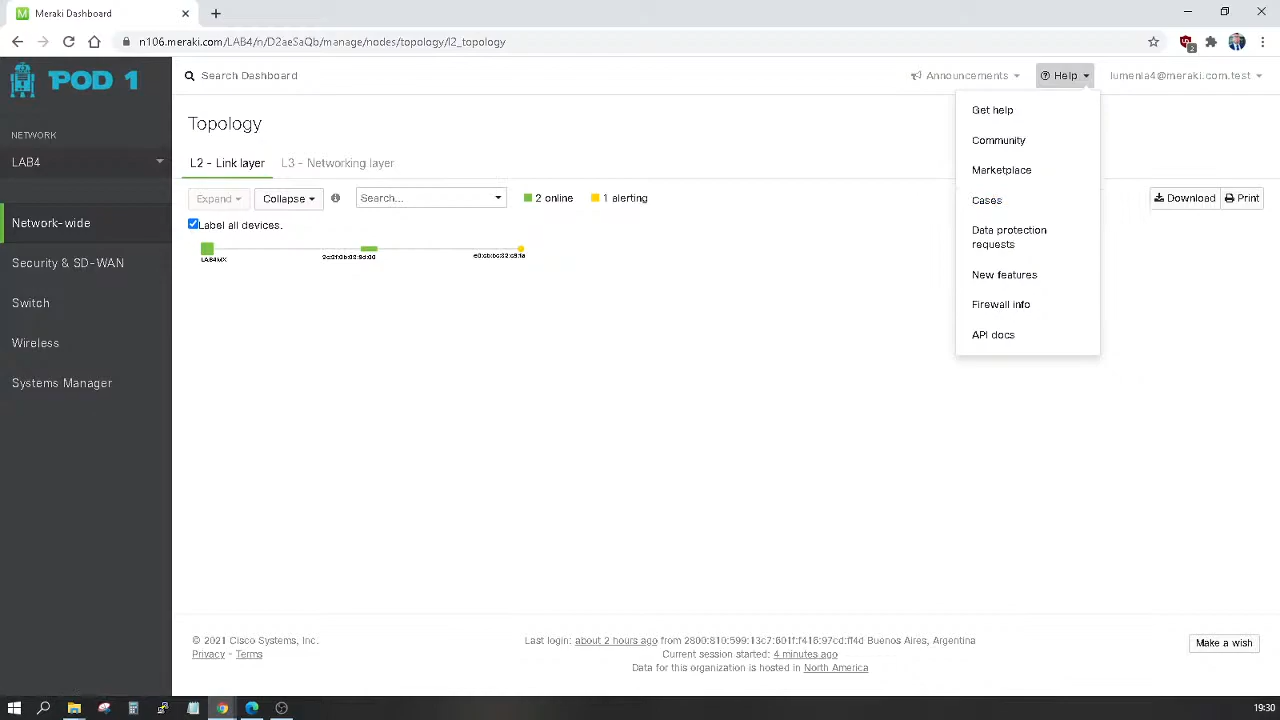 Meraki Dashboard
n106.meraki.com/LAB4/n/D2aeSaQb/manage/nodes/topology/l2_topology
2
POD 1
Search Dashboard
Announcements
Help
lumenia4@meraki.com.test
NETWORK
LAB4
Network-wide
Security & SD-WAN
Switch
Wireless
Systems Manager
Topology
L2 - Link layer
L3 - Networking layer
Expand
Collapse
Search...
2 online
1 alerting
Download
Print
Label all devices.
LAB4MX
Get help
Community
Marketplace
Cases
Data protection
requests
New features
Firewall info
API docs
© 2021 Cisco Systems, Inc.
Privacy - Terms
Last login: about 2 hours ago from 2800:810:599:13c7:601f:f416:97cd:ff4d Buenos Aires, Argentina
Current session started: 4 minutes ago
Data for this organization is hosted in North America
Make a wish
19:30